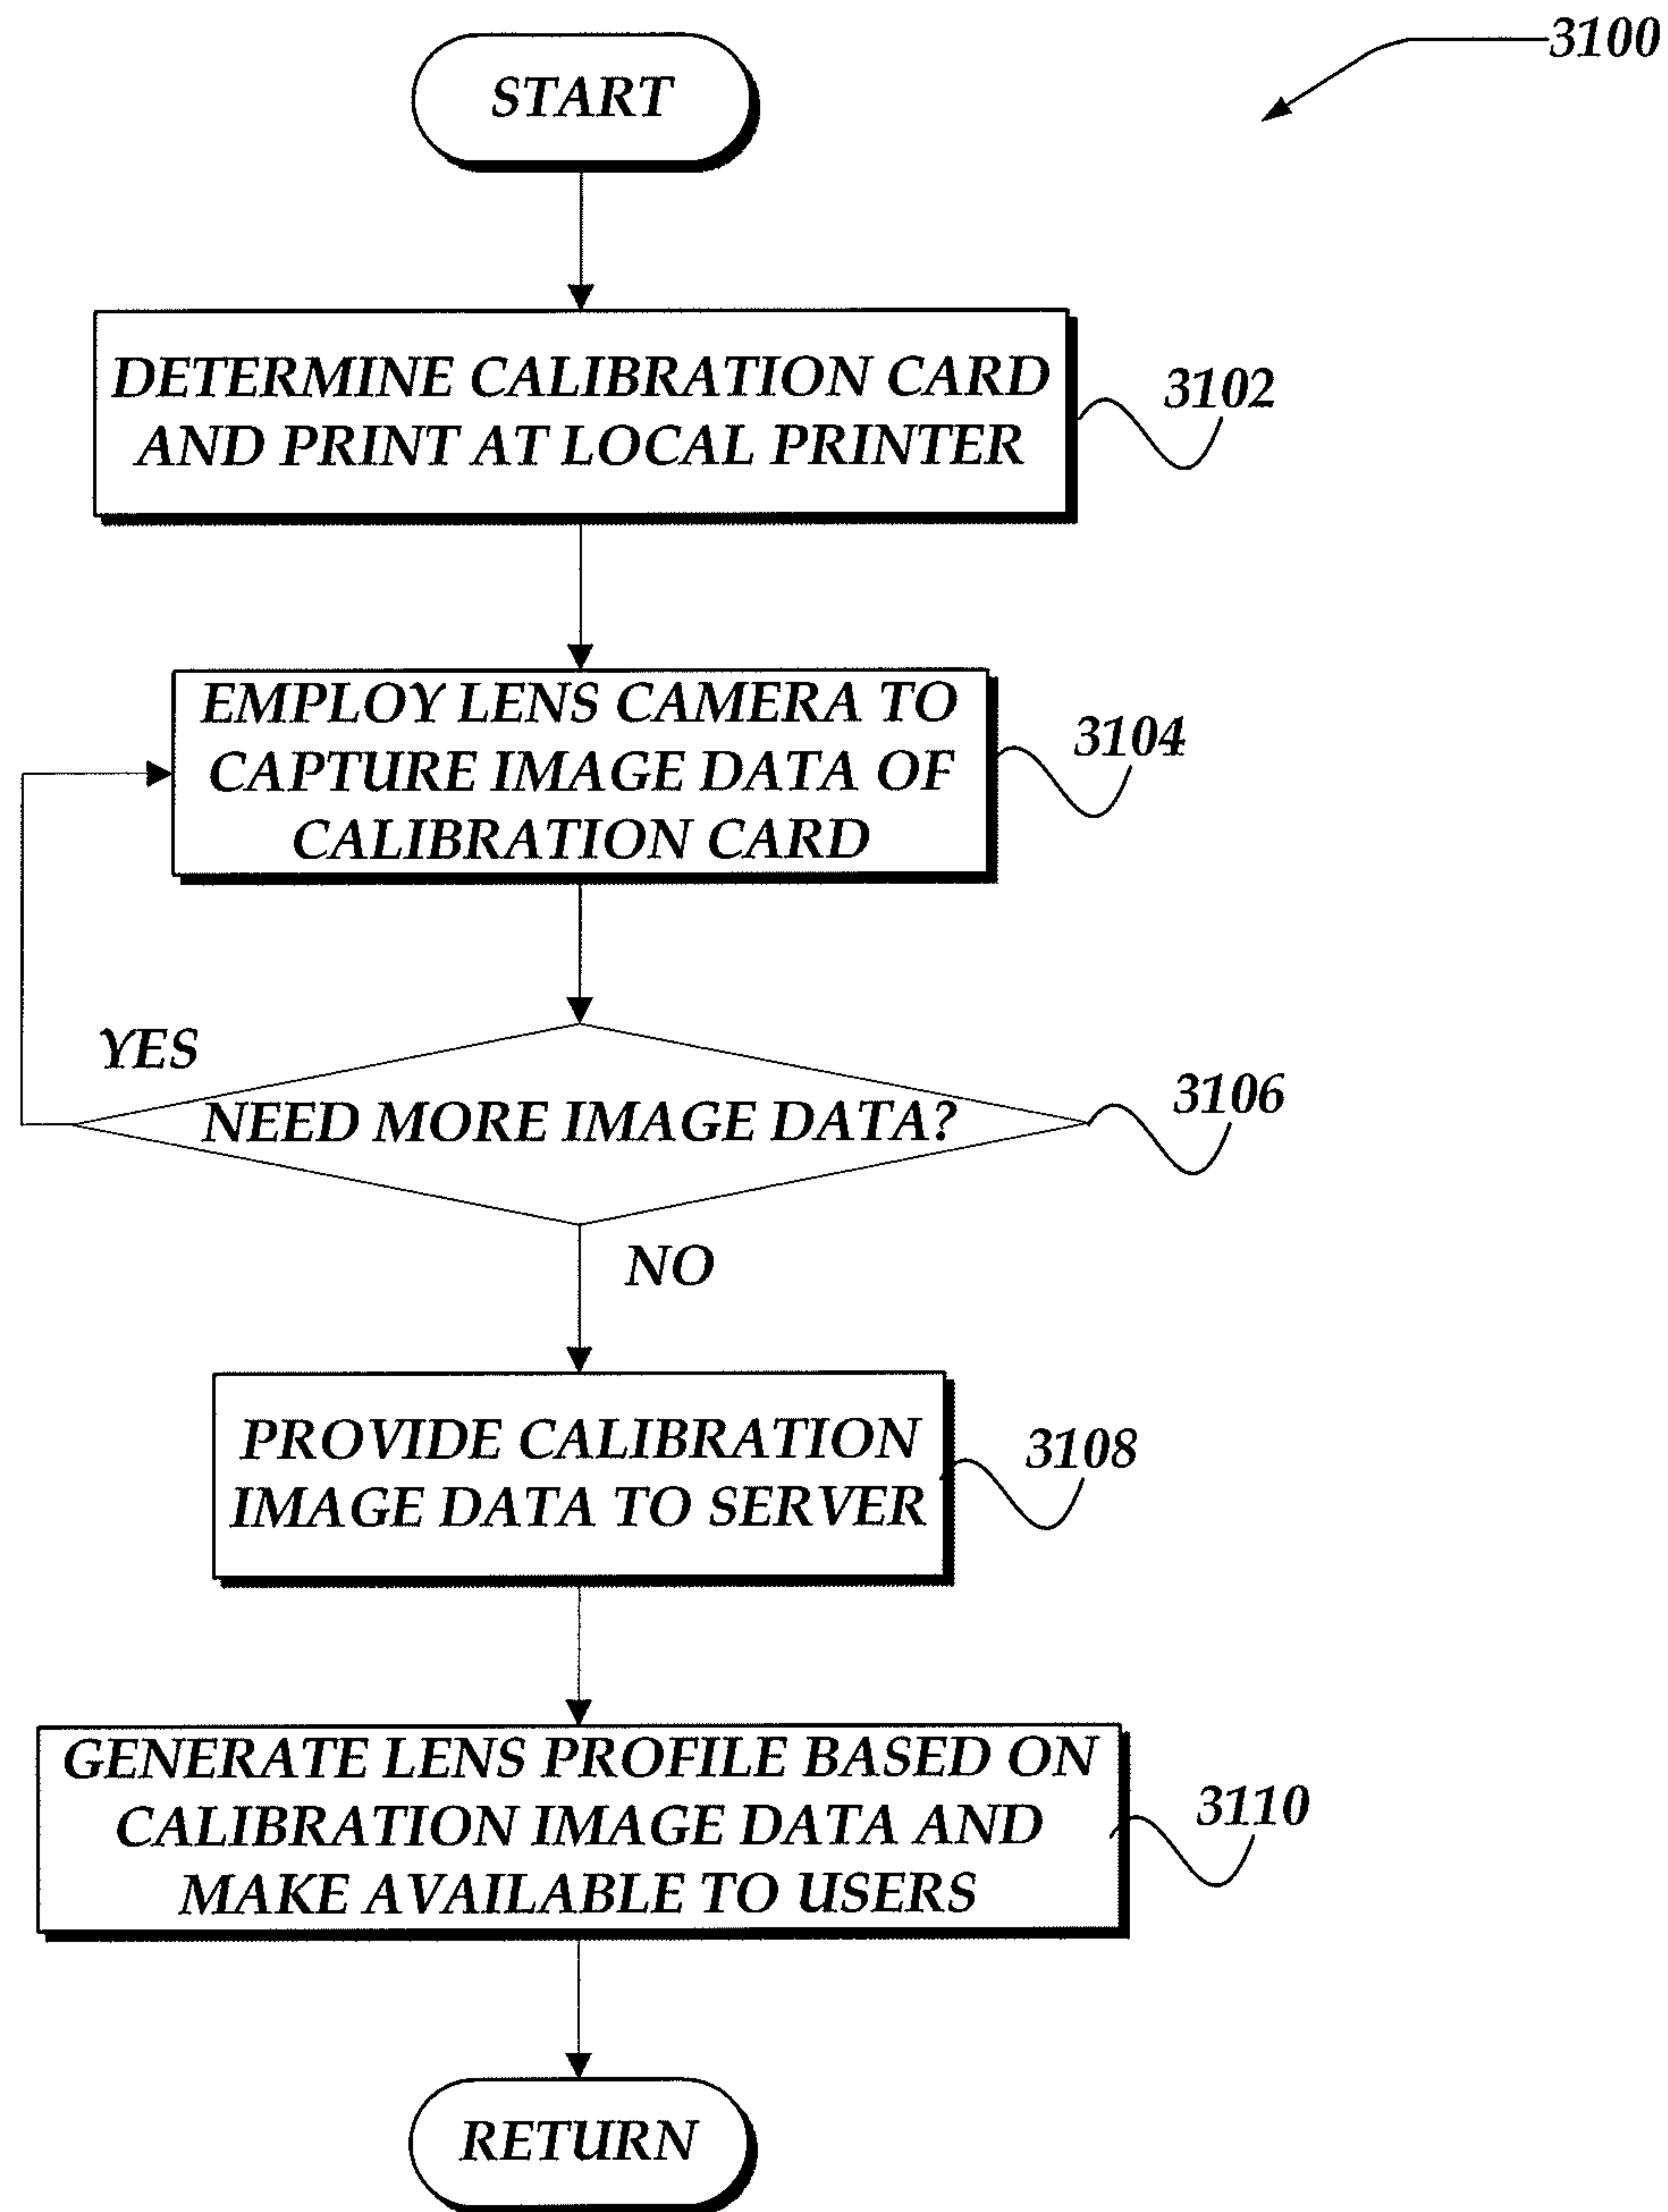 3100
START
DETERMINE CALIBRATION CARD
AND PRINT AT LOCAL PRINTER
3102
EMPLOY LENS CAMERA TO
CAPTURE IMAGE DATA OF
CALIBRATION CARD
3104
YES
NEED MORE IMAGE DATA?
3106
NO
PROVIDE CALIBRATION
IMAGE DATA TO SERVER
3108
GENERATE LENS PROFILE BASED ON
CALIBRATION IMAGE DATA AND
MAKE AVAILABLE TO USERS
3110
RETURN